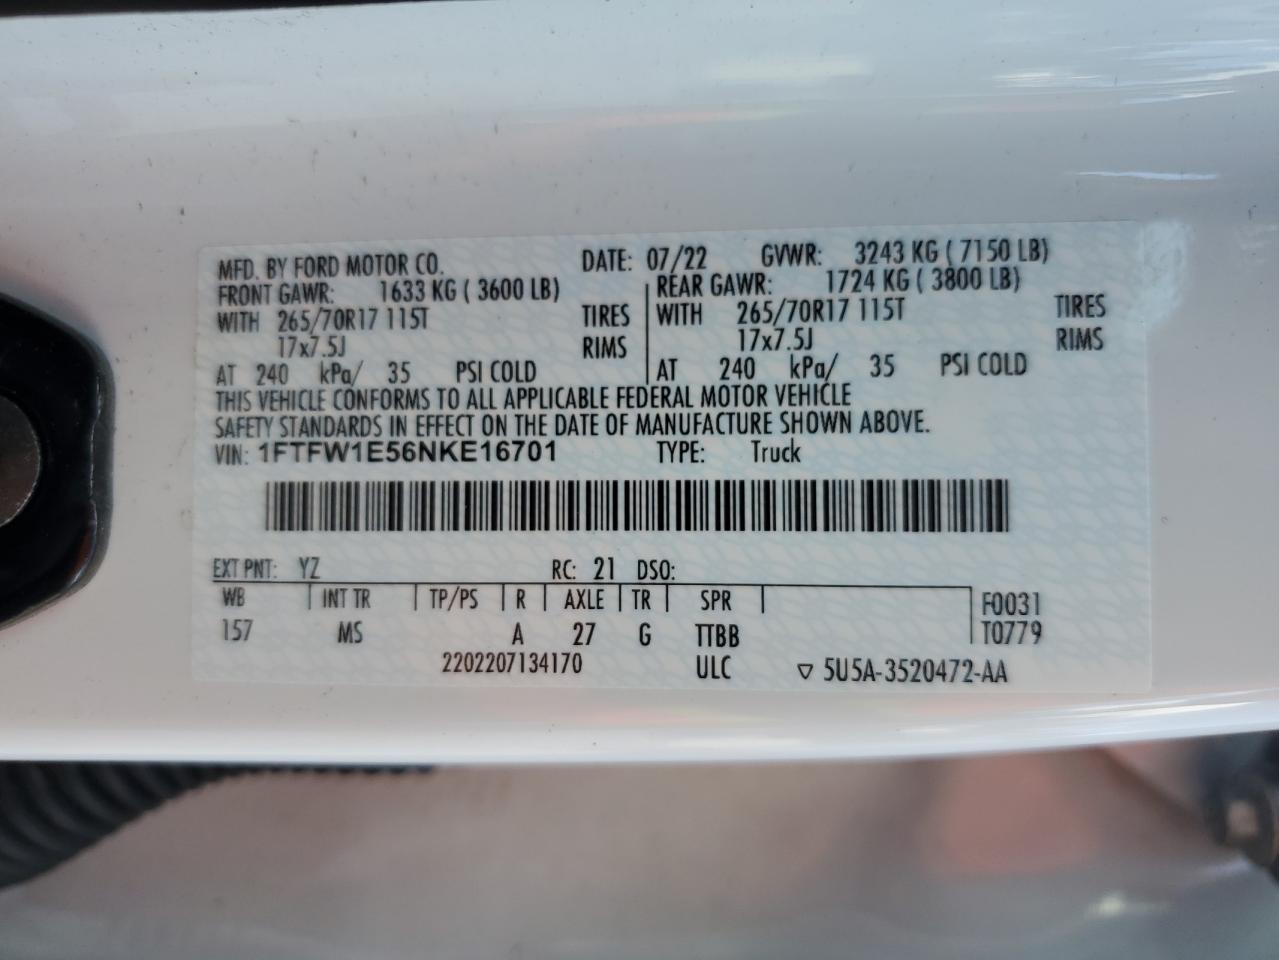 MFD. BY FORD MOTOR CO. DATE: 07/22 GVWR: 3243 KG ( 7150 LB)
FRONT GAWR: 1633 KG ( 3600 LB) REAR GAWR: 1724 KG ( 3800 LB)
WITH 265/70R17 115T TIRES WITH 265/70R17 115T TIRES
17x7.5J RIMS 17x7.5J RIMS
AT 240 kPa/ 35 PSI COLD AT 240 kPa/ 35 PSI COLD
THIS VEHICLE CONFORMS TO ALL APPLICABLE FEDERAL MOTOR VEHICLE
SAFETY STANDARDS IN EFFECT ON THE DATE OF MANUFACTURE SHOWN ABOVE.
VIN: 1FTFW1E56NKE16701 TYPE: Truck
EXT PNT: YZ RC: 21 DSO:
WB INT TR TP/PS R AXLE TR SPR F0031
157 MS A 27 G TTBB T0779
2202207134170 ULC ▽ 5U5A-3520472-AA